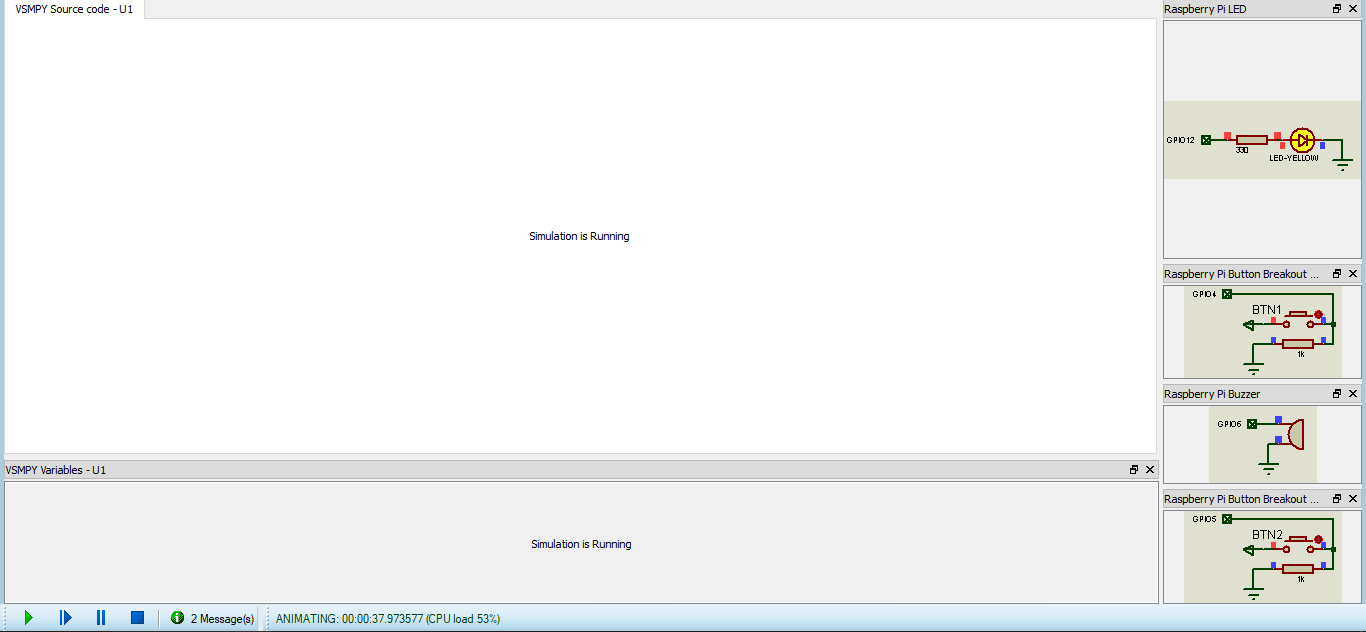 VSMPY Source code - U1
Simulation is Running
VSMPY Variables - U1
Simulation is Running
2 Message(s)
ANIMATING: 00:00:37.973577 (CPU load 53%)
Raspberry Pi LED
GPIO12
330
LED-YELLOW
Raspberry Pi Button Breakout ...
GPIO4
BTN1
1k
Raspberry Pi Buzzer
GPIO6
Raspberry Pi Button Breakout ...
GPIO5
BTN2
1k